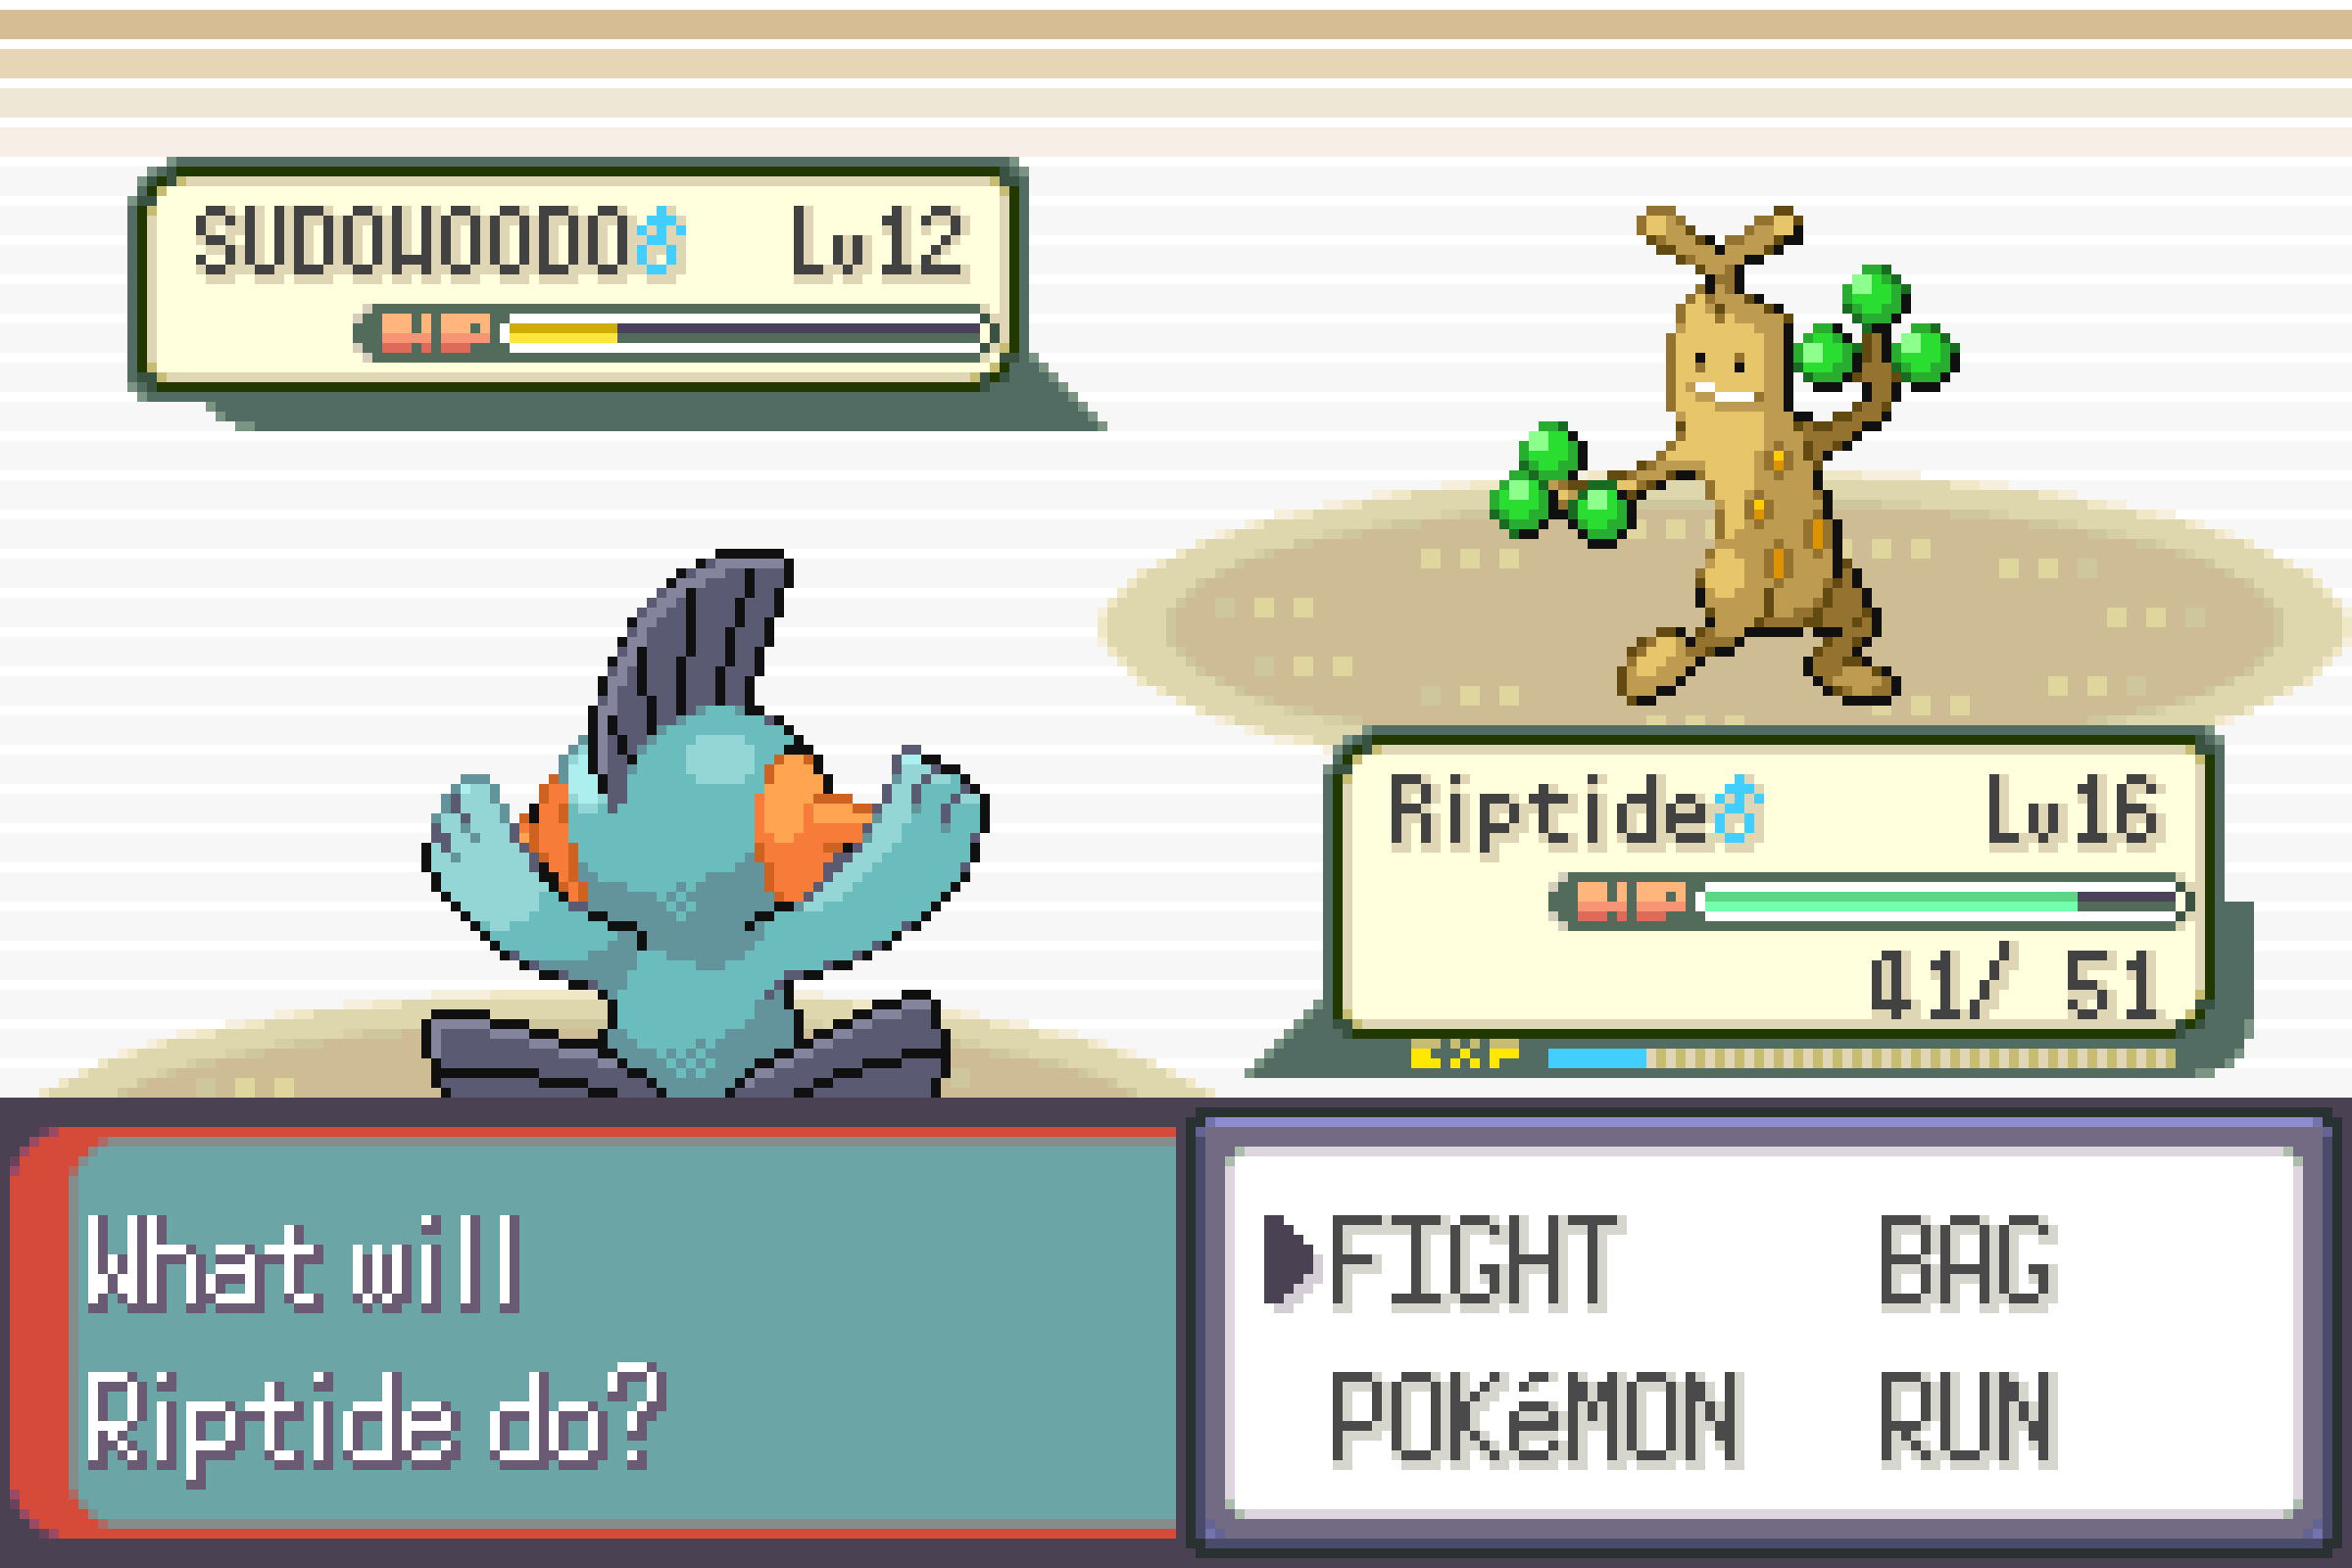 SUDOWOODO♂ Lv12
HP
Riptide♂ Lv16
HP
41/ 51
EXP
What will
Riptide do?
▶FIGHT BAG
POKéMON RUN